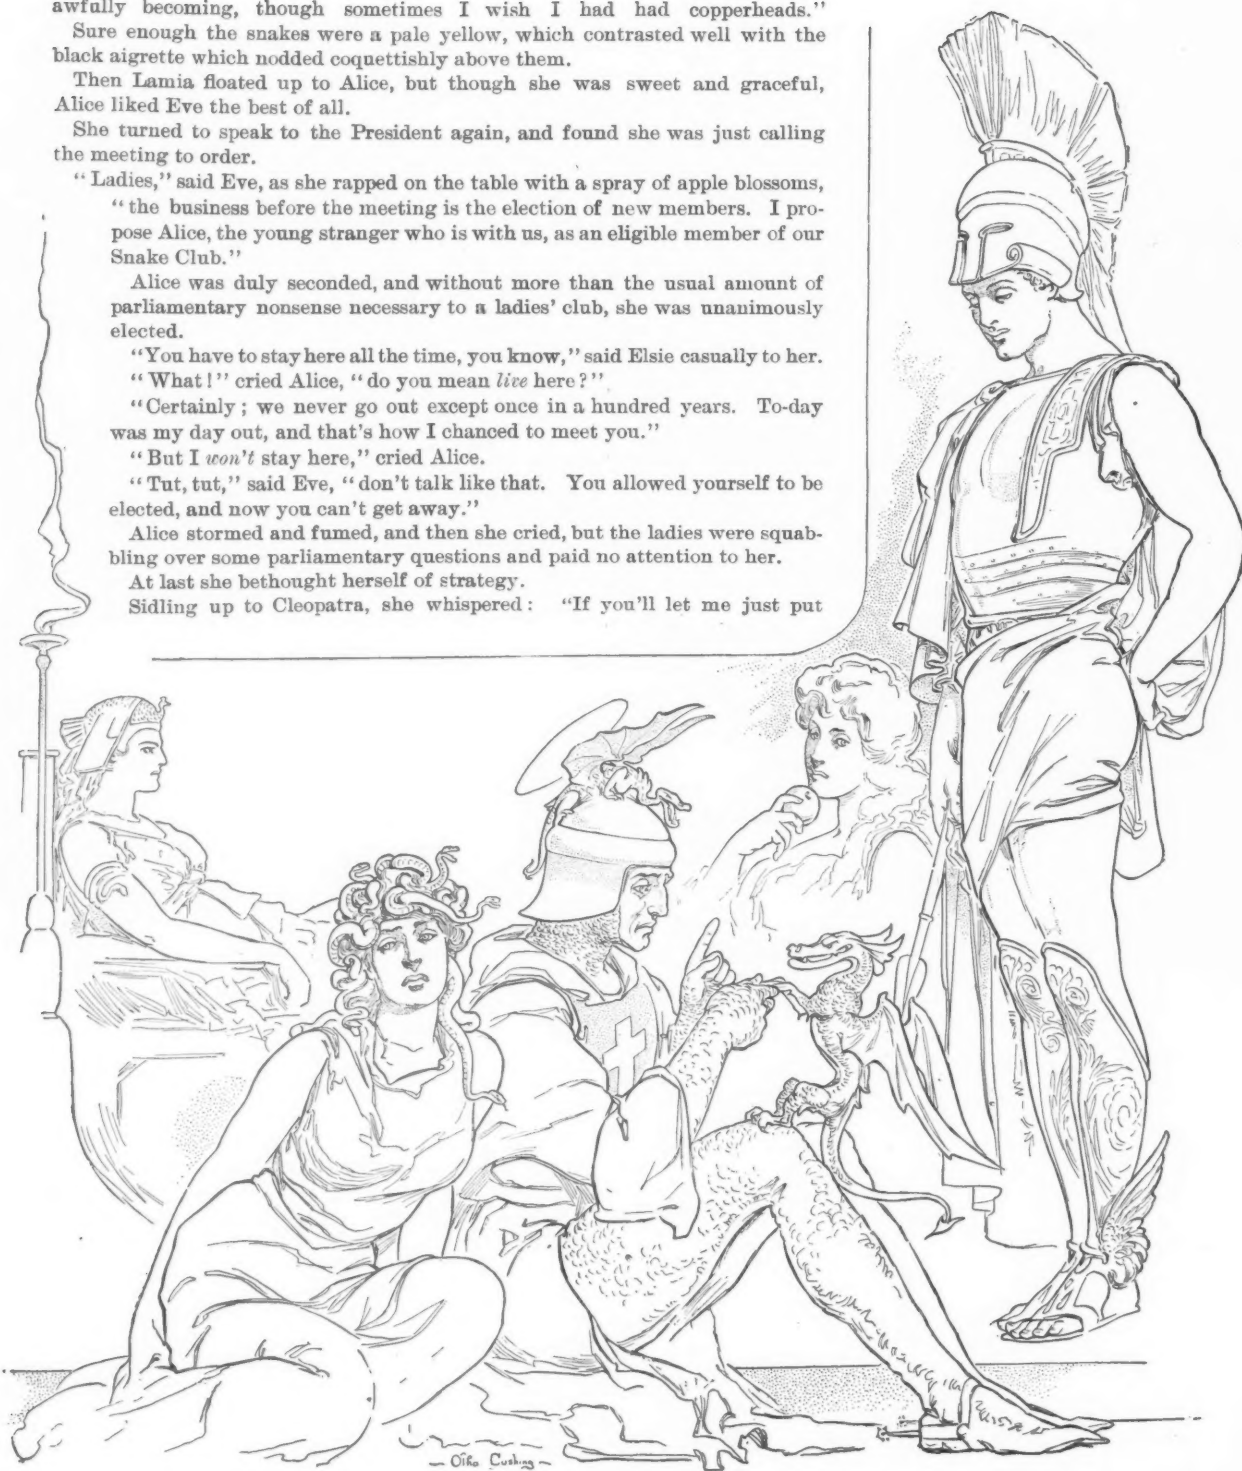 awfully becoming, though sometimes I wish I had had copperheads."
Sure enough the snakes were a pale yellow, which contrasted well with the
black aigrette which nodded coquettishly above them.
Then Lamia floated up to Alice, but though she was sweet and graceful,
Alice liked Eve the best of all.
She turned to speak to the President again, and found she was just calling
the meeting to order.
"Ladies," said Eve, as she rapped on the table with a spray of apple blossoms,
"the business before the meeting is the election of new members. I pro-
pose Alice, the young stranger who is with us, as an eligible member of our
Snake Club."
Alice was duly seconded, and without more than the usual amount of
parliamentary nonsense necessary to a ladies' club, she was unanimously
elected.
"You have to stay here all the time, you know," said Elsie casually to her.
"What!" cried Alice, "do you mean live here?"
"Certainly; we never go out except once in a hundred years. To-day
was my day out, and that's how I chanced to meet you."
"But I won't stay here," cried Alice.
"Tut, tut," said Eve, "don't talk like that. You allowed yourself to be
elected, and now you can't get away."
Alice stormed and fumed, and then she cried, but the ladies were squab-
bling over some parliamentary questions and paid no attention to her.
At last she bethought herself of strategy.
Sidling up to Cleopatra, she whispered: "If you'll let me just put
– Otho Cushing –